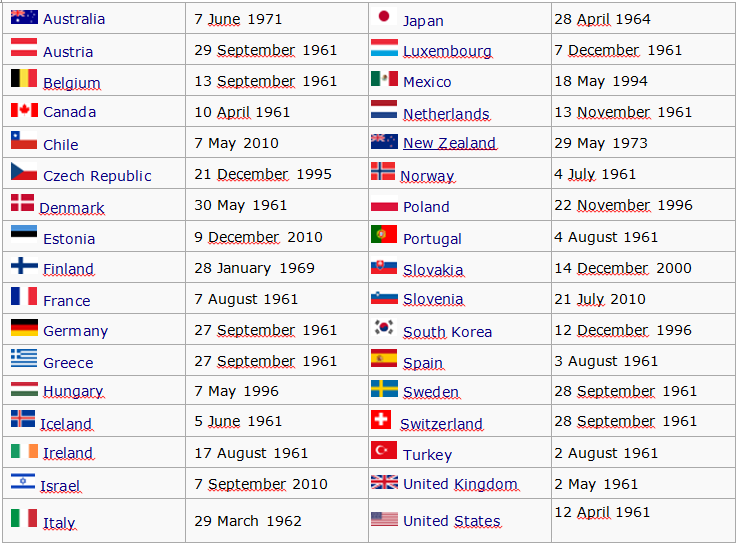 Australia 7 June 1971 Japan 28 April 1964
Austria 29 September 1961 Luxembourg 7 December 1961
Belgium 13 September 1961 Mexico 18 May 1994
Canada 10 April 1961 Netherlands 13 November 1961
Chile 7 May 2010 New Zealand 29 May 1973
Czech Republic 21 December 1995 Norway 4 July 1961
Denmark 30 May 1961 Poland 22 November 1996
Estonia 9 December 2010 Portugal 4 August 1961
Finland 28 January 1969 Slovakia 14 December 2000
France 7 August 1961 Slovenia 21 July 2010
Germany 27 September 1961 South Korea 12 December 1996
Greece 27 September 1961 Spain 3 August 1961
Hungary 7 May 1996 Sweden 28 September 1961
Iceland 5 June 1961 Switzerland 28 September 1961
Ireland 17 August 1961 Turkey 2 August 1961
Israel 7 September 2010 United Kingdom 2 May 1961
Italy 29 March 1962 United States 12 April 1961